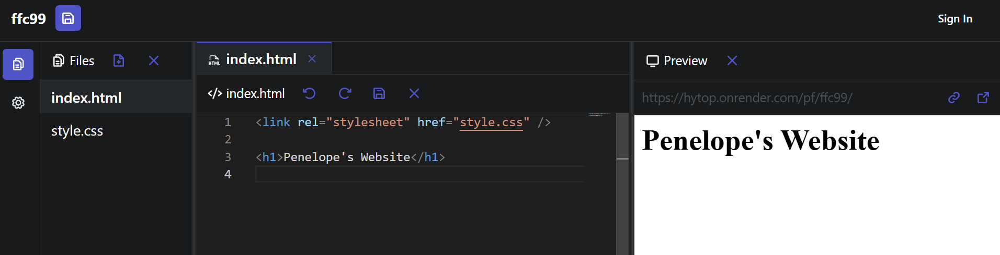 ffc99
Sign In
Files
index.html
style.css
HTML
index.html
index.html
1 <link rel="stylesheet" href="style.css" />
2
3 <h1>Penelope's Website</h1>
4
Preview
https://hytop.onrender.com/pf/ffc99/
Penelope's Website